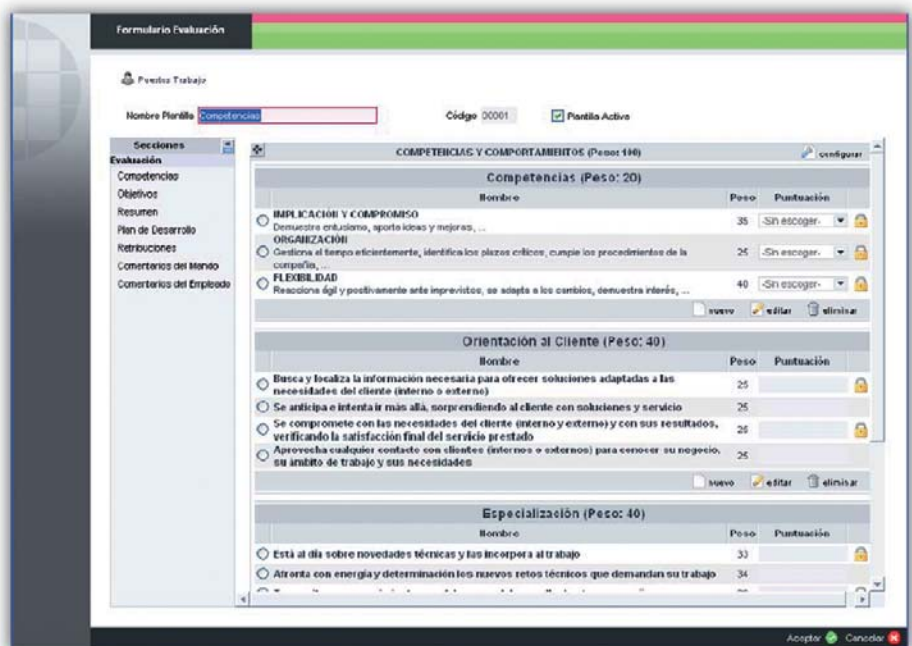 Formulario Evaluación
Puestos Trabajo
Nombre Plantilla Competencias Código 00001 Plantilla Activa
Secciones
Evaluación
Competencias
Objetivos
Resumen
Plan de Desarrollo
Retribuciones
Comentarios del Mando
Comentarios del Empleado
COMPETENCIAS Y COMPORTAMIENTOS (Peso: 100) configurar
Competencias (Peso: 20)
Nombre Peso Puntuación
IMPLICACIÓN Y COMPROMISO
Demuestra entusiasmo, aporta ideas y mejoras, ... 35 -Sin escoger-
ORGANIZACIÓN
Gestiona el tiempo eficientemente, identifica los plazos críticos, cumple los procedimientos de la
compañía, ... 25 -Sin escoger-
FLEXIBILIDAD
Reacciona ágil y positivamente ante imprevistos, se adapta a los cambios, demuestra interés, ... 40 -Sin escoger-
nuevo editar eliminar
Orientación al Cliente (Peso: 40)
Nombre Peso Puntuación
Busca y localiza la información necesaria para ofrecer soluciones adaptadas a las
necesidades del cliente (interno o externo) 25
Se anticipa e intenta ir más allá, sorprendiendo al cliente con soluciones y servicio 25
Se compromete con las necesidades del cliente (interno y externo) y con sus resultados,
verificando la satisfacción final del servicio prestado 25
Aprovecha cualquier contacto con clientes (internos o externos) para conocer su negocio,
su ámbito de trabajo y sus necesidades 25
nuevo editar eliminar
Especialización (Peso: 40)
Nombre Peso Puntuación
Está al día sobre novedades técnicas y las incorpora al trabajo 33
Afronta con energía y determinación los nuevos retos técnicos que demandan su trabajo 34
Aceptar Cancelar